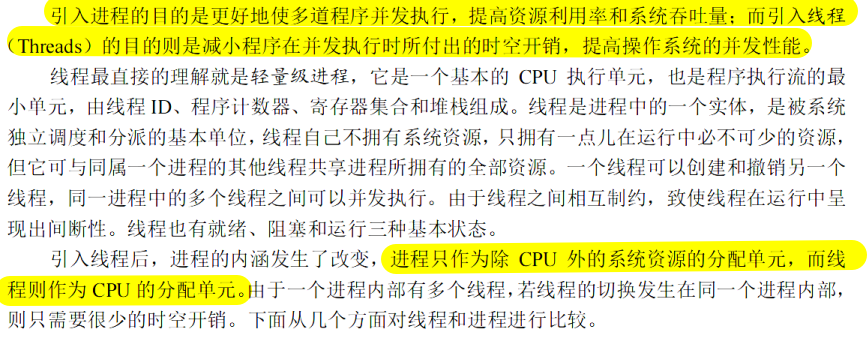 引入进程的目的是更好地使多道程序并发执行，提高资源利用率和系统吞吐量；而引入线程
（Threads）的目的则是减小程序在并发执行时所付出的时空开销，提高操作系统的并发性能。
线程最直接的理解就是轻量级进程，它是一个基本的 CPU 执行单元，也是程序执行流的最
小单元，由线程 ID、程序计数器、寄存器集合和堆栈组成。线程是进程中的一个实体，是被系统
独立调度和分派的基本单位，线程自己不拥有系统资源，只拥有一点儿在运行中必不可少的资源，
但它可与同属一个进程的其他线程共享进程所拥有的全部资源。一个线程可以创建和撤销另一个
线程，同一进程中的多个线程之间可以并发执行。由于线程之间相互制约，致使线程在运行中呈
现出间断性。线程也有就绪、阻塞和运行三种基本状态。
引入线程后，进程的内涵发生了改变，进程只作为除 CPU 外的系统资源的分配单元，而线
程则作为 CPU 的分配单元。由于一个进程内部有多个线程，若线程的切换发生在同一个进程内部，
则只需要很少的时空开销。下面从几个方面对线程和进程进行比较。